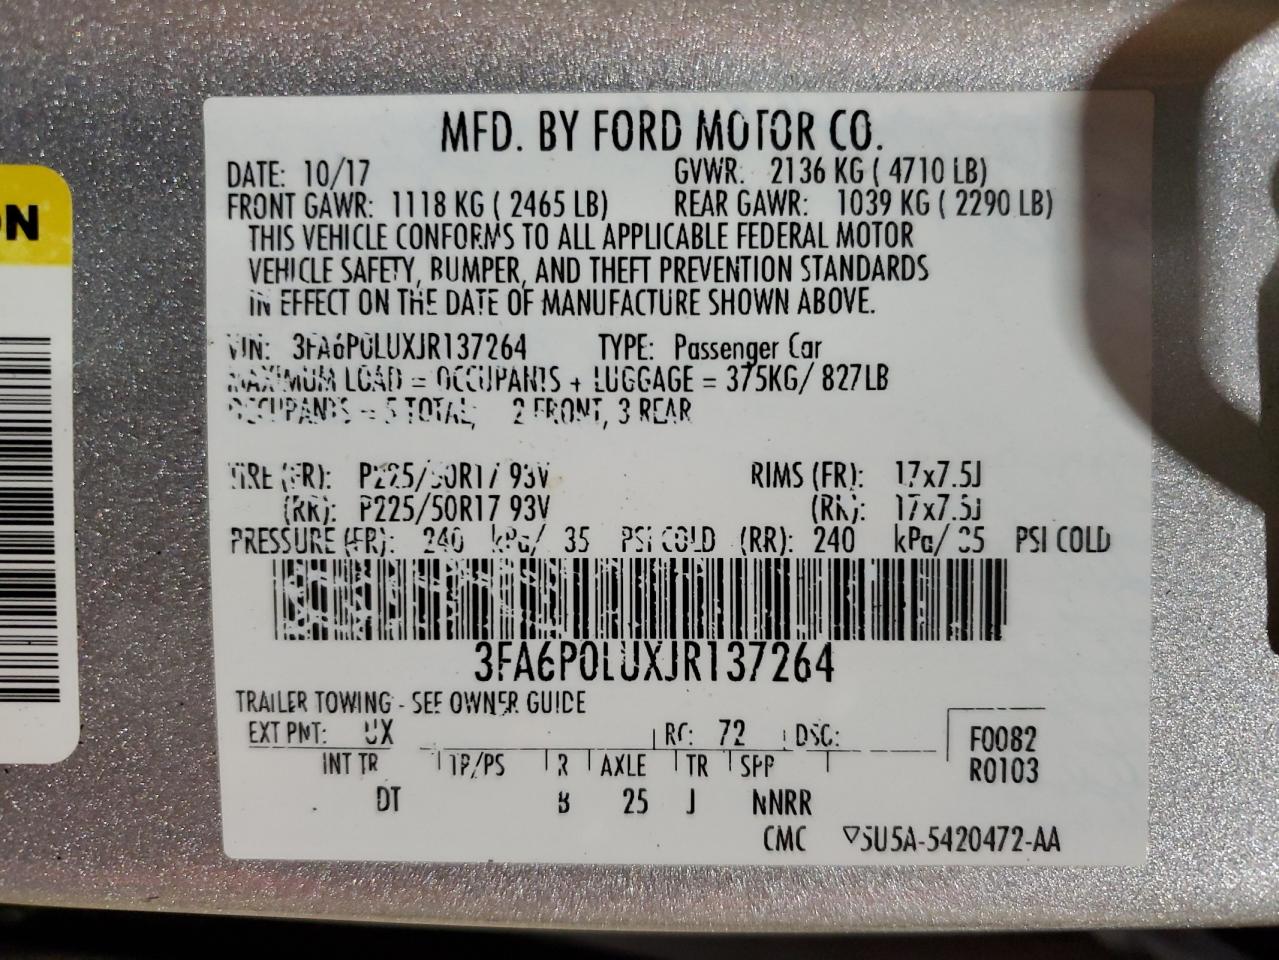 MFD. BY FORD MOTOR CO.
DATE: 10/17 GVWR: 2136 KG ( 4710 LB)
FRONT GAWR: 1118 KG ( 2465 LB) REAR GAWR: 1039 KG ( 2290 LB)
THIS VEHICLE CONFORMS TO ALL APPLICABLE FEDERAL MOTOR
VEHICLE SAFETY, BUMPER, AND THEFT PREVENTION STANDARDS
IN EFFECT ON THE DATE OF MANUFACTURE SHOWN ABOVE.
VIN: 3FA6P0LUXJR137264 TYPE: Passenger Car
MAXIMUM LOAD = OCCUPANTS + LUGGAGE = 375KG/ 827LB
OCCUPANTS = 5 TOTAL, 2 FRONT, 3 REAR
TIRE (FR): P225/50R17 93V RIMS (FR): 17x7.5J
(RR): P225/50R17 93V (RR): 17x7.5J
PRESSURE (FR): 240 kPa/ 35 PSI COLD (RR): 240 kPa/ 35 PSI COLD
3FA6P0LUXJR137264
TRAILER TOWING - SEE OWNER GUIDE
EXT PNT: UX RC: 72 DSO:
F0082
INT TR TP/PS R AXLE TR SPR
R0103
DT B 25 J NNRR
CMC ▽5U5A-5420472-AA
ON